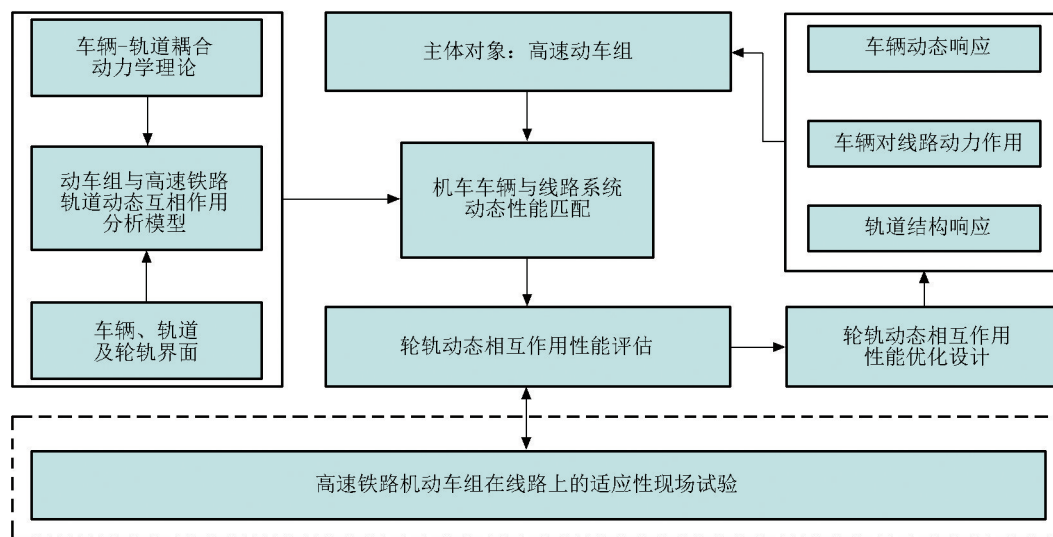 车辆-轨道耦合
动力学理论
动车组与高速铁路
轨道动态互相作用
分析模型
车辆、轨道
及轮轨界面
主体对象：高速动车组
机车车辆与线路系统
动态性能匹配
轮轨动态相互作用性能评估
车辆动态响应
车辆对线路动力作用
轨道结构响应
轮轨动态相互作用
性能优化设计
高速铁路机动车组在线路上的适应性现场试验